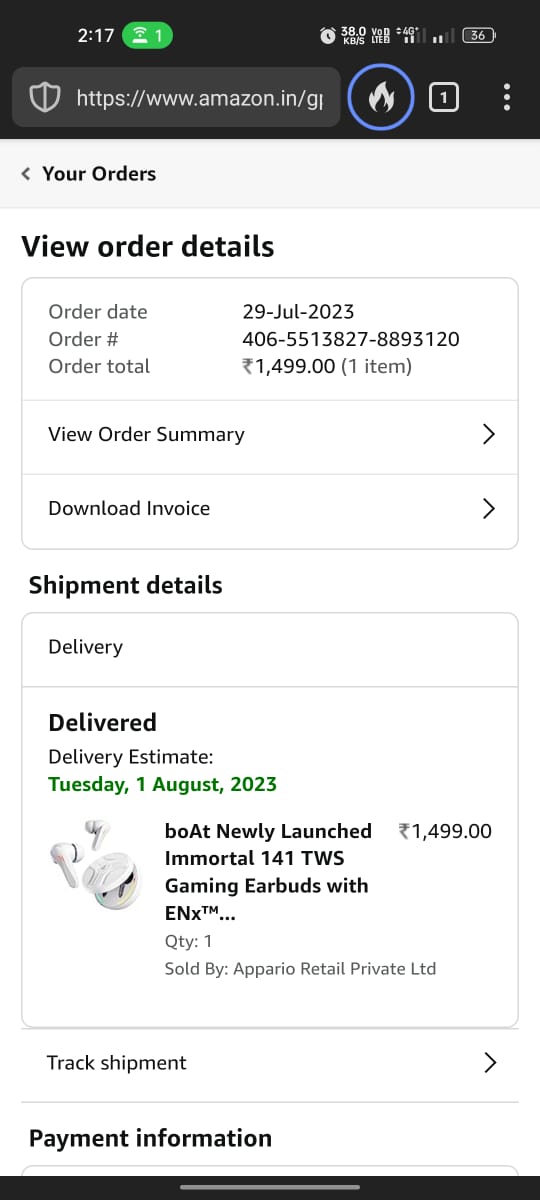 2:17 1 38.0 KB/S VoD LTED 4G+ 36
https://www.amazon.in/gp 1
Your Orders
View order details
Order date 29-Jul-2023
Order # 406-5513827-8893120
Order total ₹1,499.00 (1 item)
View Order Summary
Download Invoice
Shipment details
Delivery
Delivered
Delivery Estimate:
Tuesday, 1 August, 2023
boAt Newly Launched ₹1,499.00
Immortal 141 TWS
Gaming Earbuds with
ENx™...
Qty: 1
Sold By: Appario Retail Private Ltd
Track shipment
Payment information